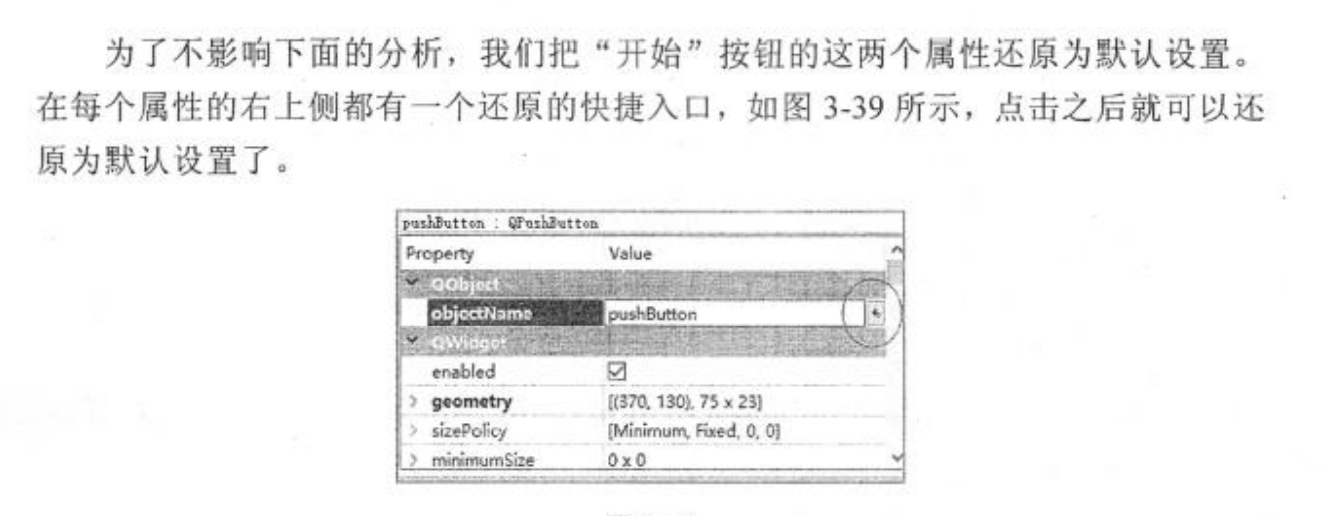 为了不影响下面的分析，我们把“开始”按钮的这两个属性还原为默认设置。
在每个属性的右上侧都有一个还原的快捷入口，如图 3-39 所示，点击之后就可以还
原为默认设置了。
pushButton : QPushButton
Property Value
QObject
objectName pushButton
QWidget
enabled
geometry [(370, 130), 75 x 23]
sizePolicy [Minimum, Fixed, 0, 0]
minimumSize 0 x 0